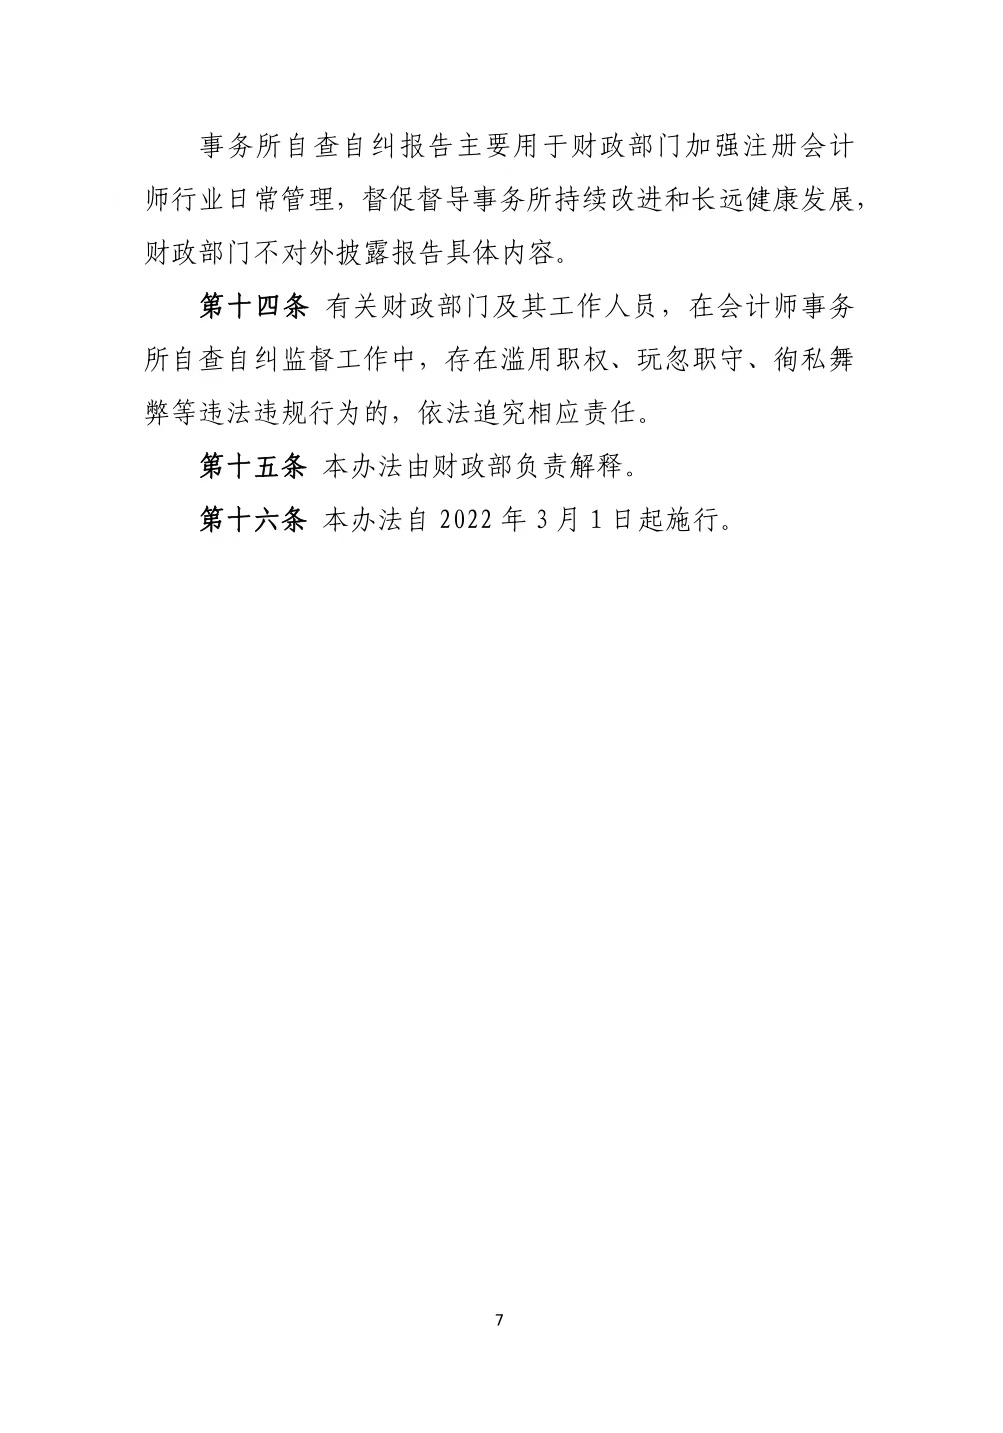 事务所自查自纠报告主要用于财政部门加强注册会计
师行业日常管理，督促督导事务所持续改进和长远健康发展，
财政部门不对外披露报告具体内容。
第十四条 有关财政部门及其工作人员，在会计师事务
所自查自纠监督工作中，存在滥用职权、玩忽职守、徇私舞
弊等违法违规行为的，依法追究相应责任。
第十五条 本办法由财政部负责解释。
第十六条 本办法自 2022 年 3 月 1 日起施行。
7